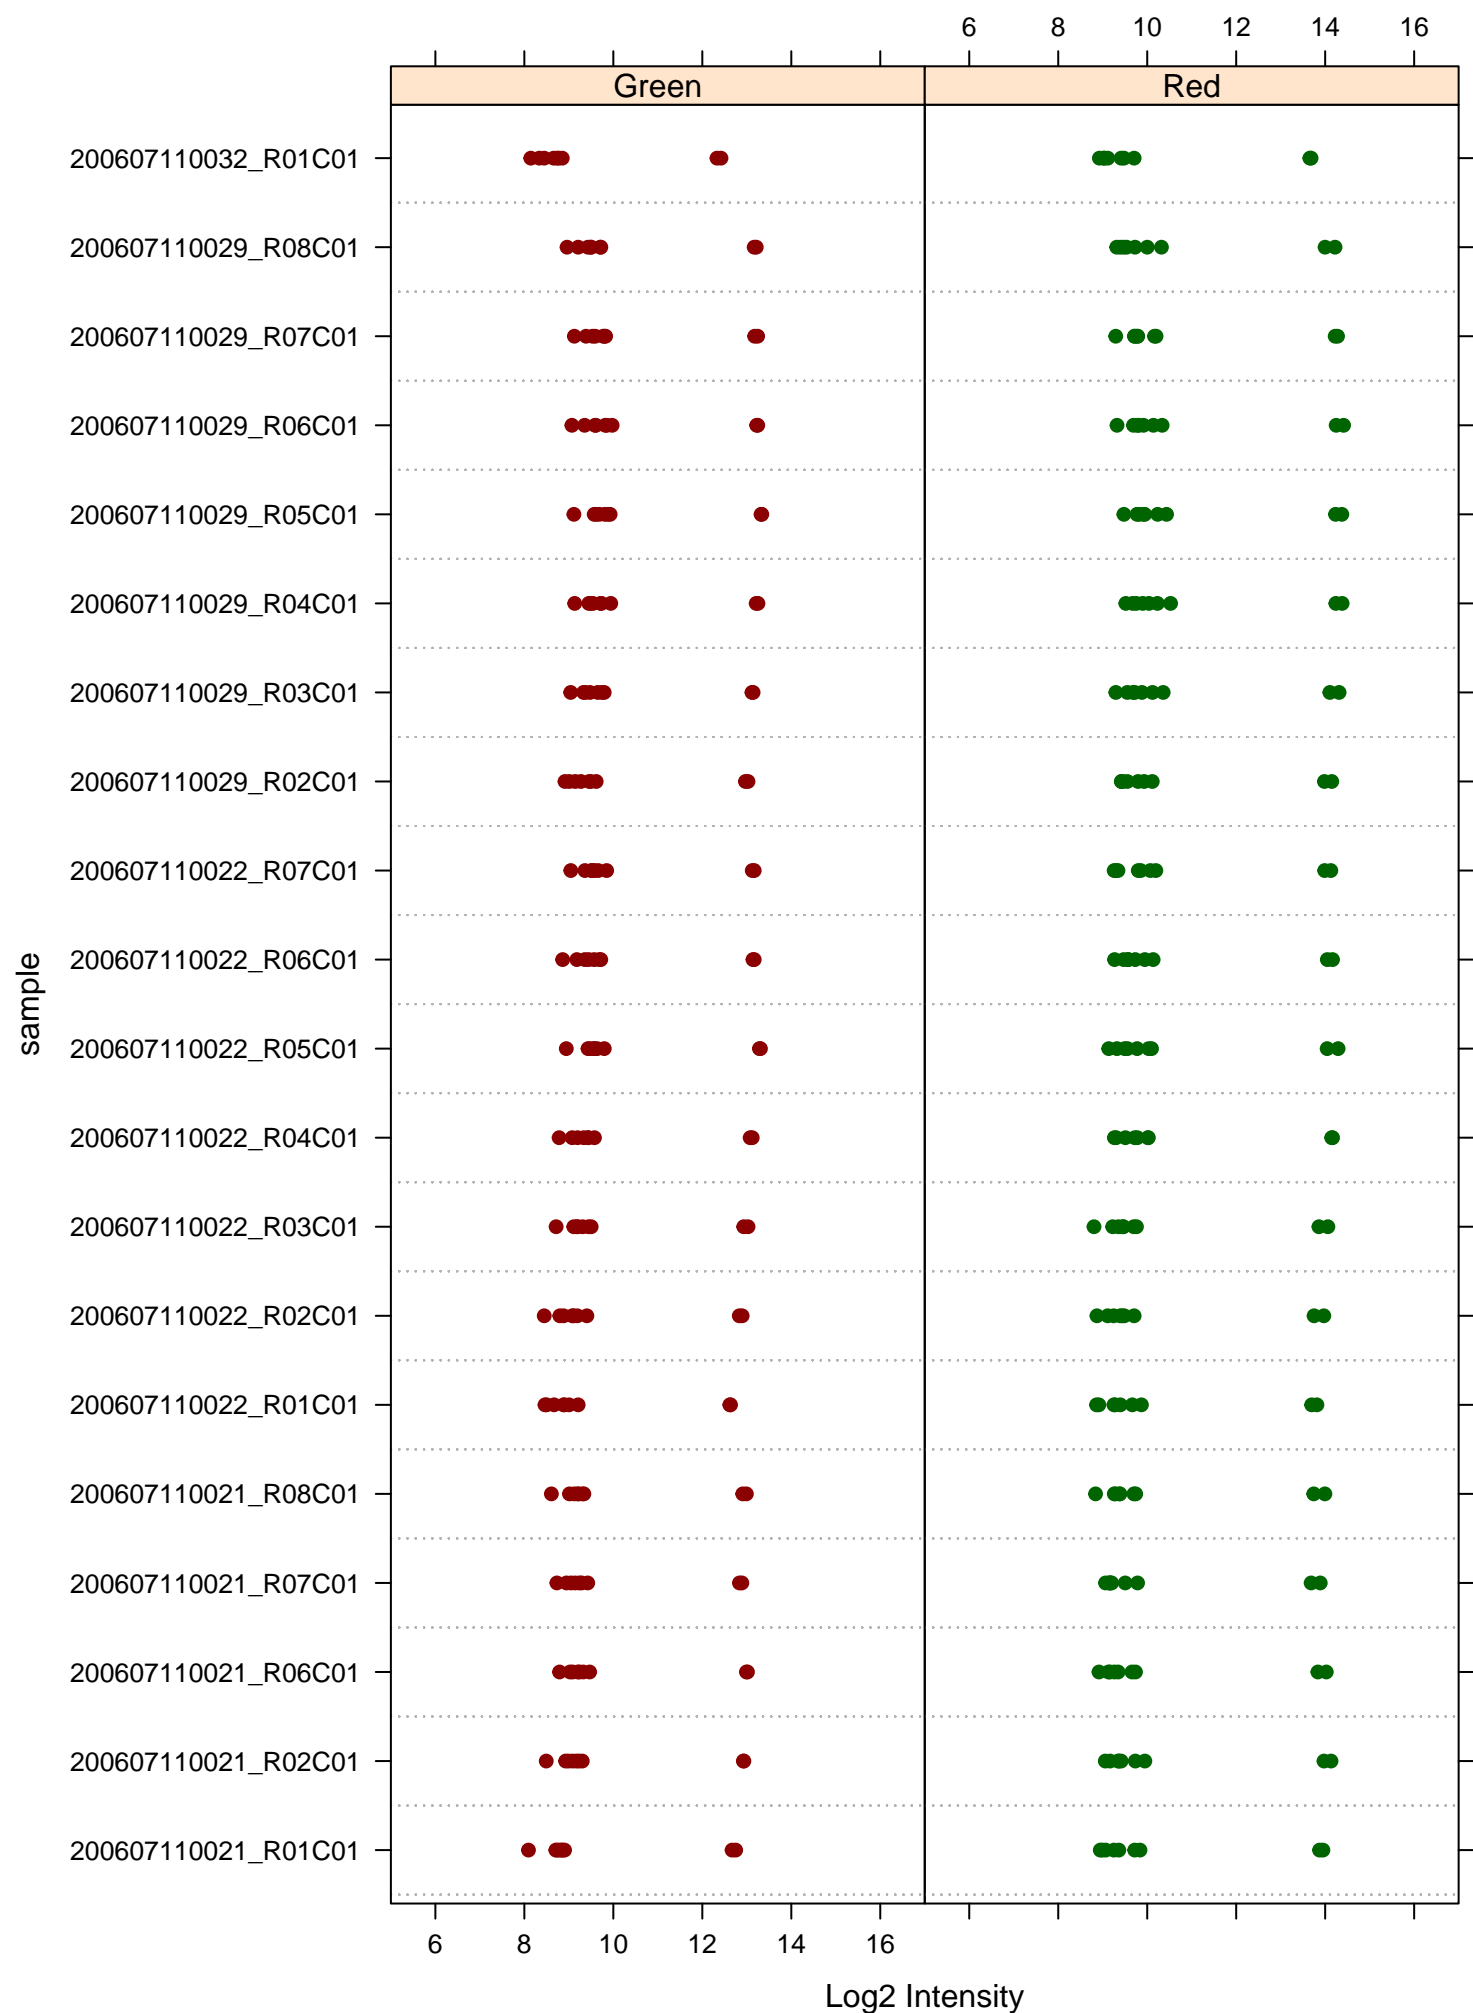 6 8 10 12 14 16
Green Red
200607110032_R01C01
200607110029_R08C01
200607110029_R07C01
200607110029_R06C01
200607110029_R05C01
200607110029_R04C01
200607110029_R03C01
200607110029_R02C01
200607110022_R07C01
200607110022_R06C01
sample
200607110022_R05C01
200607110022_R04C01
200607110022_R03C01
200607110022_R02C01
200607110022_R01C01
200607110021_R08C01
200607110021_R07C01
200607110021_R06C01
200607110021_R02C01
200607110021_R01C01
6 8 10 12 14 16
Log2 Intensity